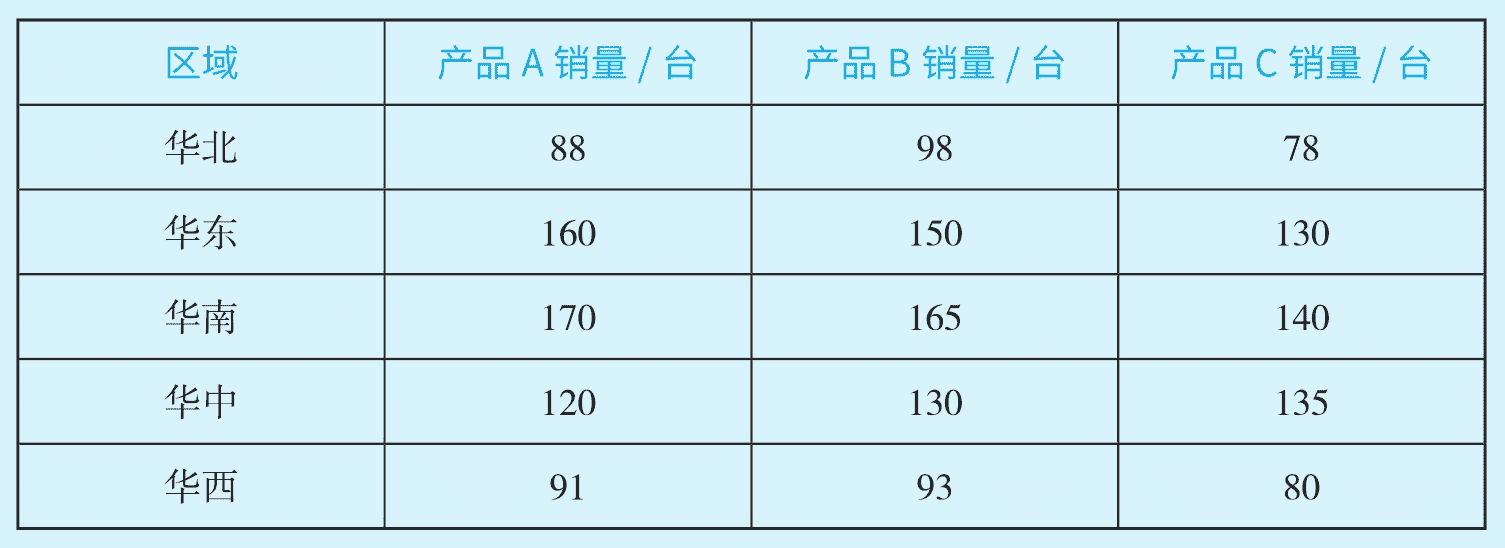 区域 产品 A 销量 / 台 产品 B 销量 / 台 产品 C 销量 / 台
华北 88 98 78
华东 160 150 130
华南 170 165 140
华中 120 130 135
华西 91 93 80